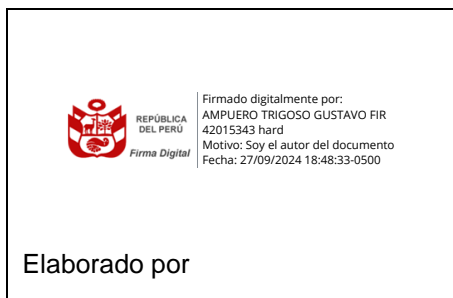 REPÚBLICA
DEL PERÚ
Firma Digital
Firmado digitalmente por:
AMPUERO TRIGOSO GUSTAVO FIR
42015343 hard
Motivo: Soy el autor del documento
Fecha: 27/09/2024 18:48:33-0500
Elaborado por